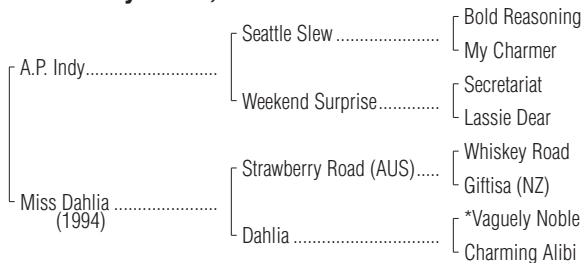 Bold Reasoning
Seattle Slew ....................
My Charmer
A.P. Indy.........................
Secretariat
Weekend Surprise............
Lassie Dear
Whiskey Road
Strawberry Road (AUS).....
Giftisa (NZ)
Miss Dahlia ....................
(1994)
*Vaguely Noble
Dahlia .............................
Charming Alibi